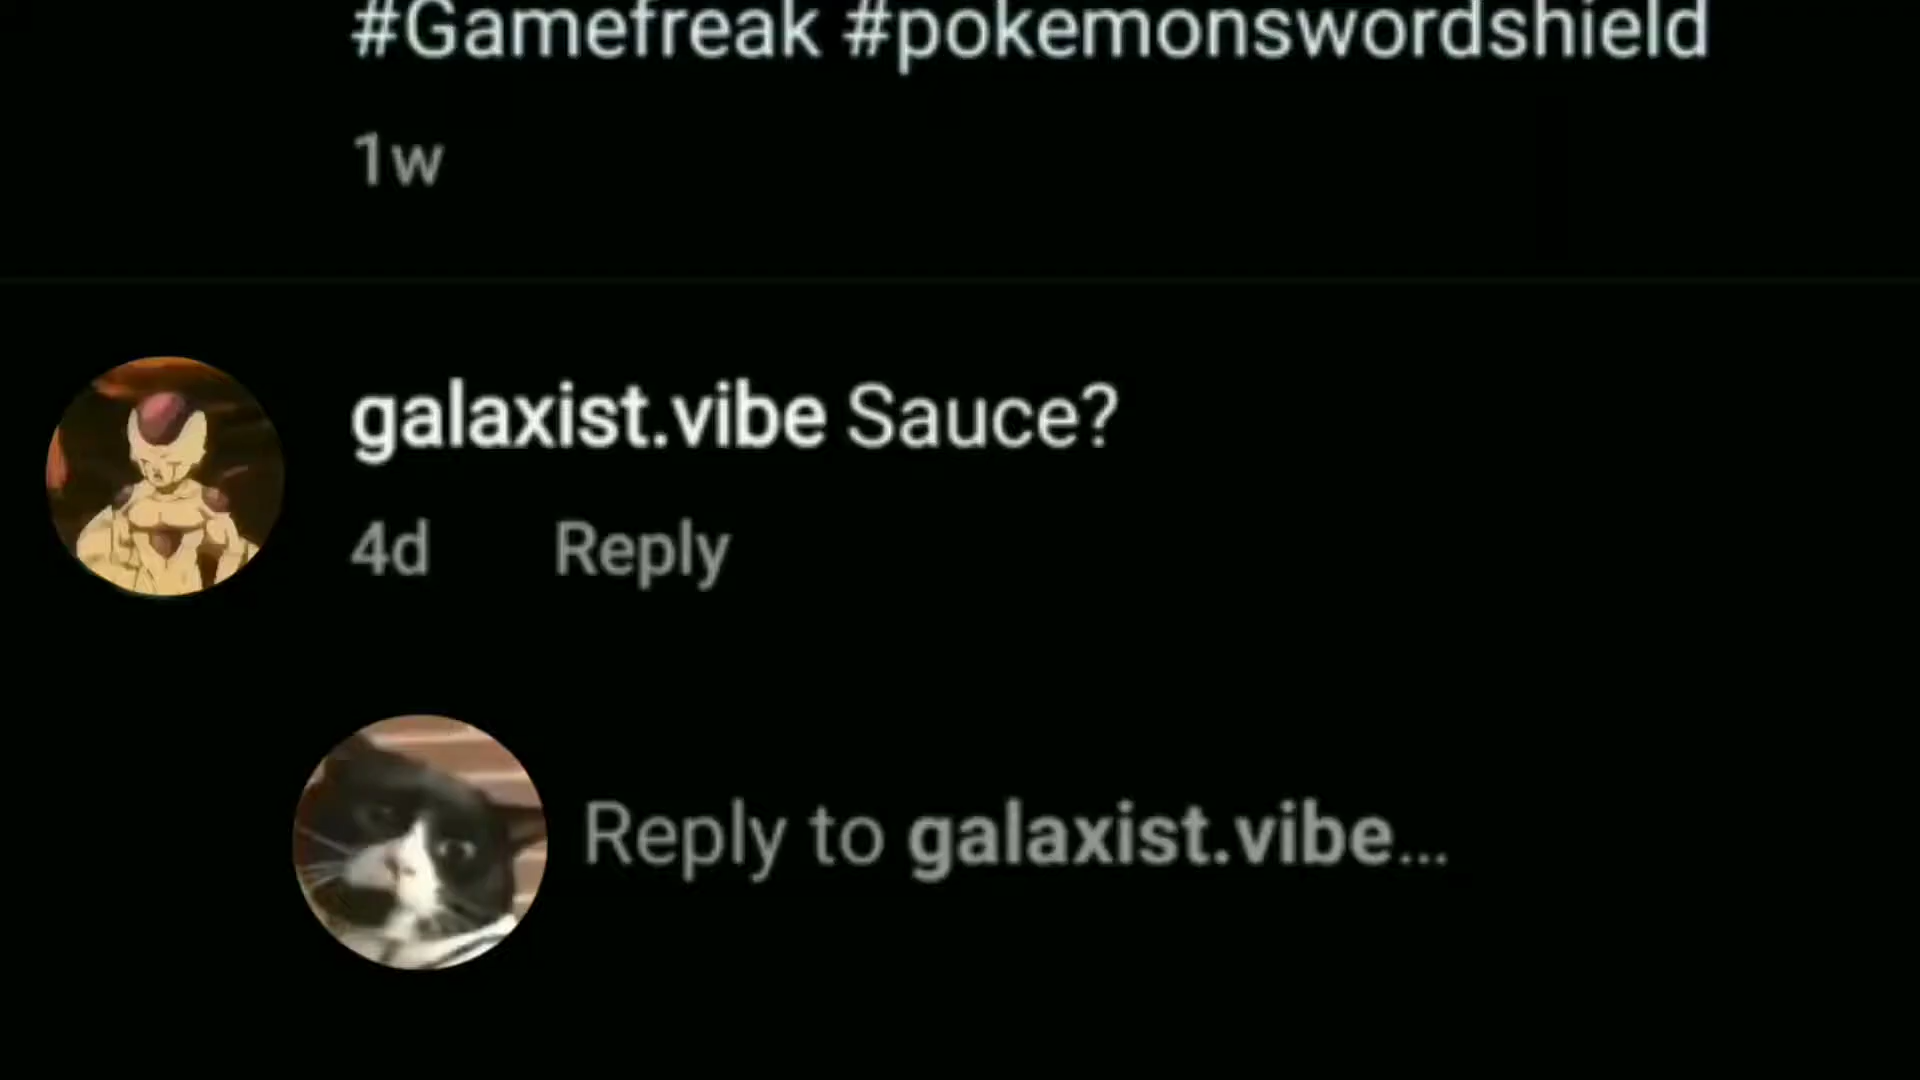 #Gamefreak #pokemonswordshield
1w
galaxist.vibe Sauce?
4d Reply
Reply to galaxist.vibe...